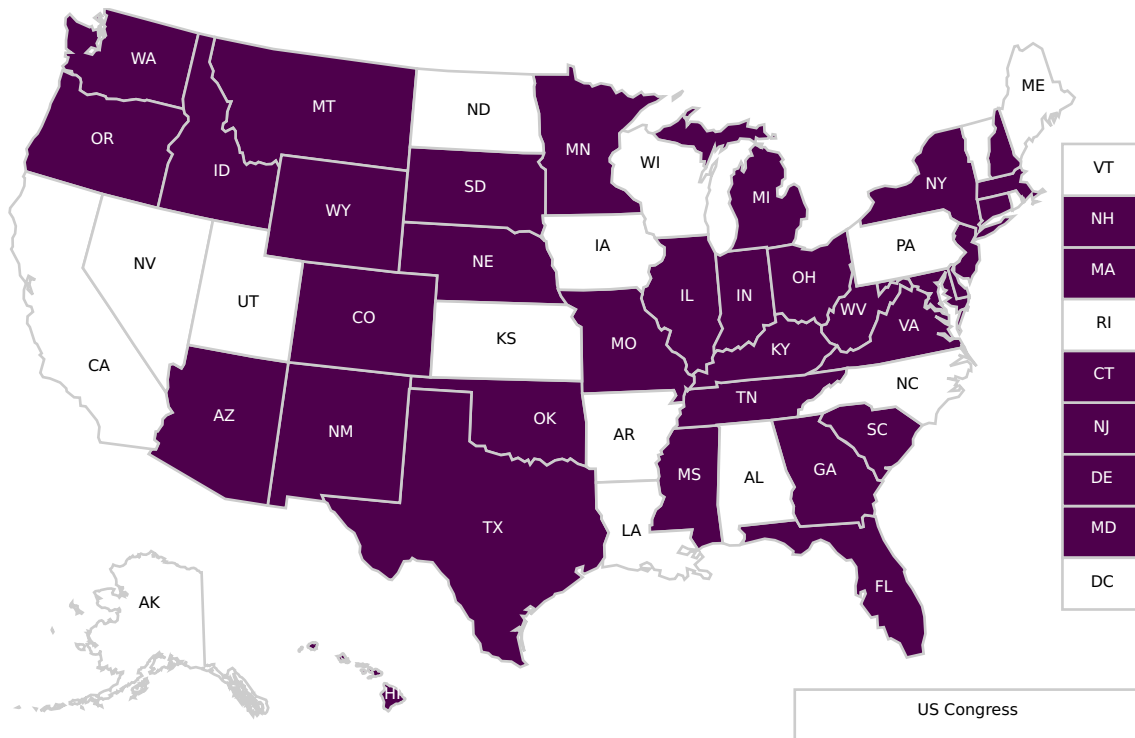 WA
MT
ND
MN
ME
OR
ID
SD
WI
MI
NY
VT
WY
NH
NV
NE
IA
PA
MA
UT
CO
IL
IN
OH
WV
VA
RI
CA
KS
MO
KY
CT
AZ
NM
OK
AR
TN
NC
SC
NJ
TX
MS
AL
GA
DE
LA
MD
FL
DC
AK
HI
US Congress